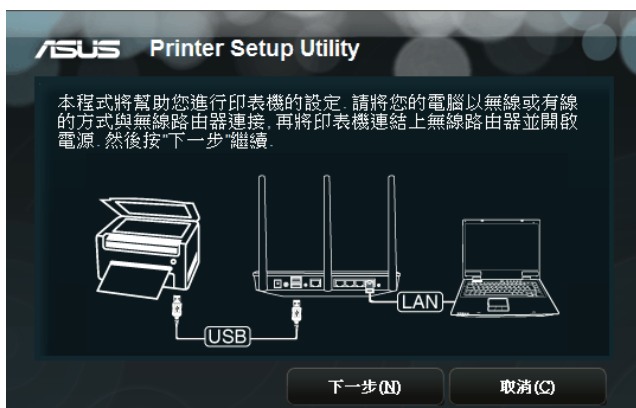 ASUS Printer Setup Utility
本程式將幫助您進行印表機的設定. 請將您的電腦以無線或有線
的方式與無線路由器連接, 再將印表機連結上無線路由器並開啟
電源. 然後按"下一步"繼續.
LAN
USB
下一步(N) 取消(C)